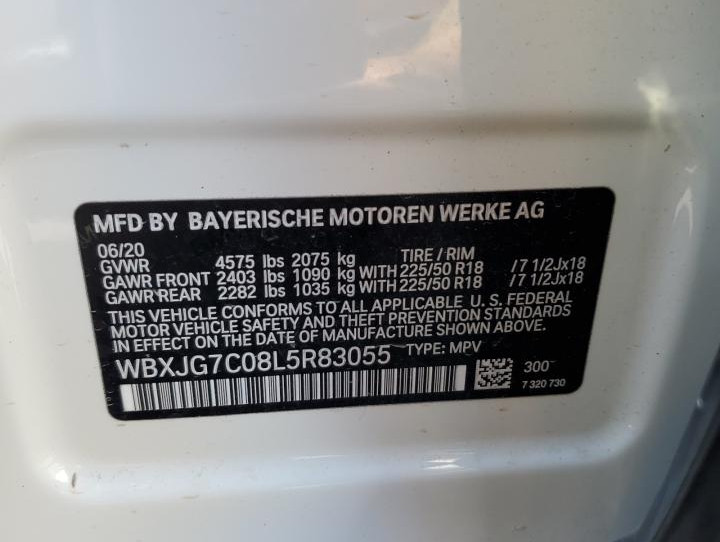 MFD BY BAYERISCHE MOTOREN WERKE AG
06/20
GVWR 4575 lbs 2075 kg TIRE / RIM
GAWR FRONT 2403 lbs 1090 kg WITH 225/50 R18 /7 1/2Jx18
GAWR REAR 2282 lbs 1035 kg WITH 225/50 R18 /7 1/2Jx18
THIS VEHICLE CONFORMS TO ALL APPLICABLE U. S. FEDERAL
MOTOR VEHICLE SAFETY AND THEFT PREVENTION STANDARDS
IN EFFECT ON THE DATE OF MANUFACTURE SHOWN ABOVE.
WBXJG7C08L5R83055 TYPE: MPV
300
7 320 730